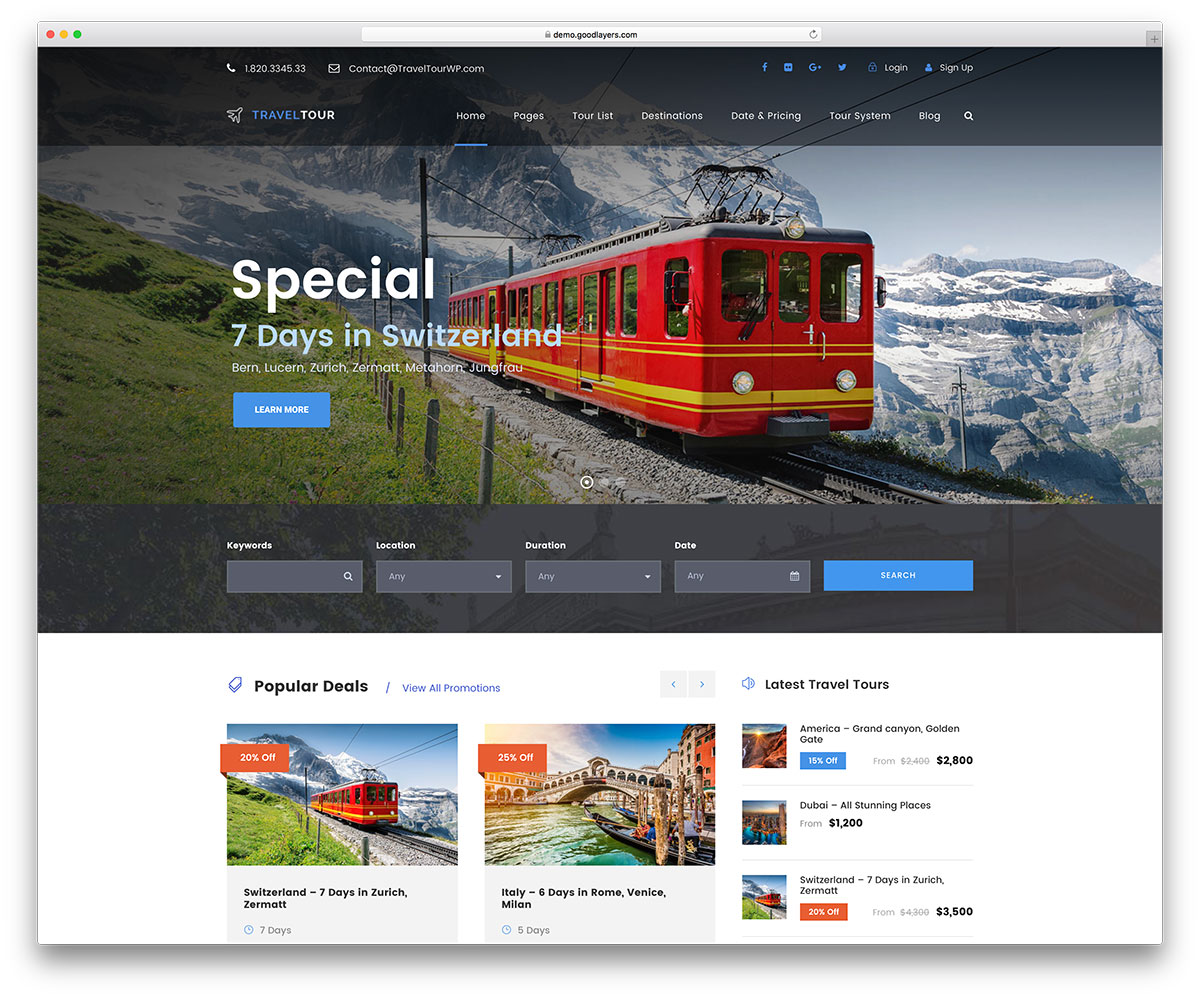 demo.goodlayers.com
1.820.3345.33 Contact@TravelTourWP.com
Login Sign Up
TRAVELTOUR
Home Pages Tour List Destinations Date & Pricing Tour System Blog
Special
7 Days in Switzerland
Bern, Lucern, Zurich, Zermatt, Metahorn, Jungfrau
LEARN MORE
Keywords Location Duration Date
Any Any Any SEARCH
Popular Deals / View All Promotions
20% Off
Switzerland – 7 Days in Zurich,
Zermatt
7 Days
25% Off
Italy – 6 Days in Rome, Venice,
Milan
5 Days
Latest Travel Tours
America – Grand canyon, Golden
Gate
15% Off From $2,400 $2,800
Dubai – All Stunning Places
From $1,200
Switzerland – 7 Days in Zurich,
Zermatt
20% Off From $4,300 $3,500